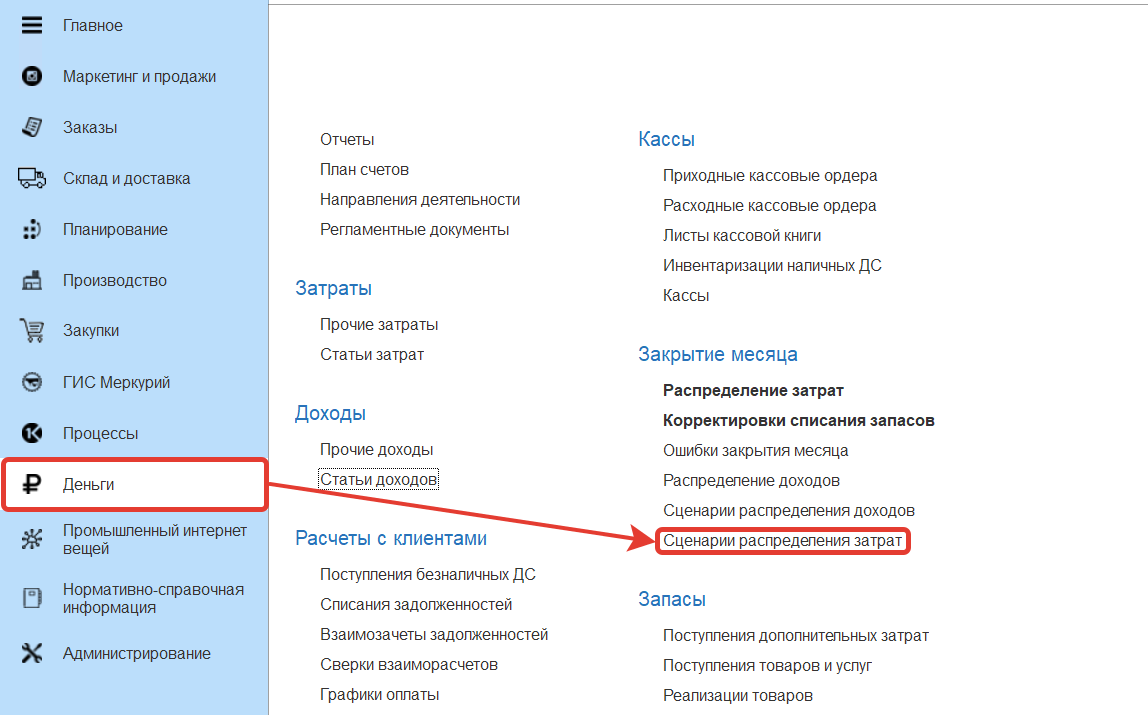 Главное
Маркетинг и продажи
Заказы
Склад и доставка
Планирование
Производство
Закупки
ГИС Меркурий
Процессы
Деньги
Промышленный интернет
вещей
Нормативно-справочная
информация
Администрирование
Отчеты
План счетов
Направления деятельности
Регламентные документы
Затраты
Прочие затраты
Статьи затрат
Доходы
Прочие доходы
Статьи доходов
Расчеты с клиентами
Поступления безналичных ДС
Списания задолженностей
Взаимозачеты задолженностей
Сверки взаиморасчетов
Графики оплаты
Кассы
Приходные кассовые ордера
Расходные кассовые ордера
Листы кассовой книги
Инвентаризации наличных ДС
Кассы
Закрытие месяца
Распределение затрат
Корректировки списания запасов
Ошибки закрытия месяца
Распределение доходов
Сценарии распределения доходов
Сценарии распределения затрат
Запасы
Поступления дополнительных затрат
Поступления товаров и услуг
Реализации товаров